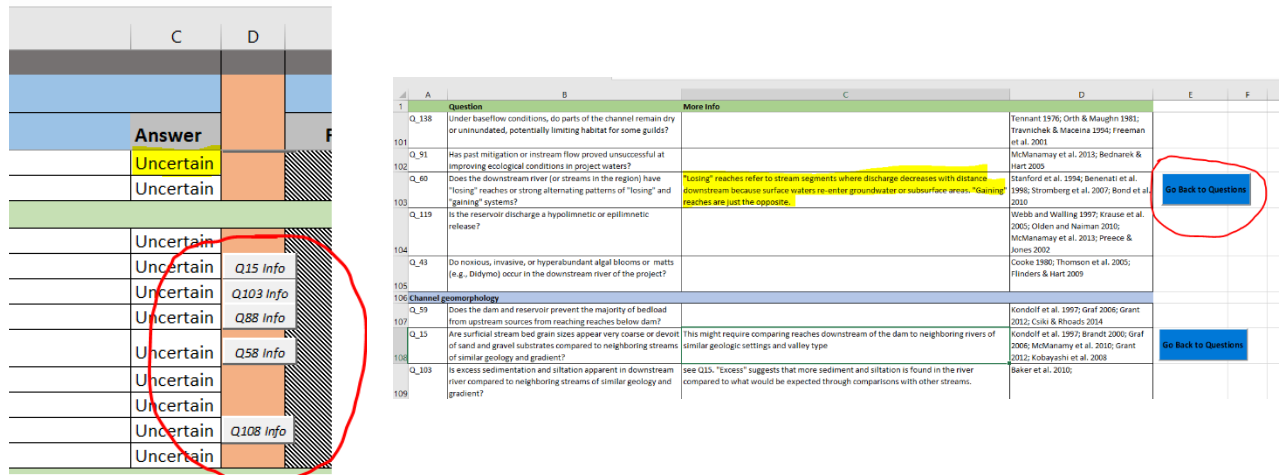 C D
Answer F
Uncertain
Uncertain
Uncertain
Uncertain Q15 Info
Uncertain Q103 Info
Uncertain Q88 Info
Uncertain Q58 Info
Uncertain
Uncertain
Uncertain Q108 Info
Uncertain
A B C D E F
1 Question More Info
Q_138 Under baseflow conditions, do parts of the channel remain dry Tennant 1976; Orth & Maughn 1981;
or uninundated, potentially limiting habitat for some guilds? Travnichek & Maceina 1994; Freeman
101 et al. 2001
Q_91 Has past mitigation or instream flow proved unsuccessful at McManamay et al. 2013; Bednarek &
102 improving ecological conditions in project waters? Hart 2005
Q_60 Does the downstream river (or streams in the region) have "Losing" reaches refer to stream segments where discharge decreases with distance Stanford et al. 1994; Benenati et al.
"losing" reaches or strong alternating patterns of "losing" and downstream because surface waters re-enter groundwater or subsurface areas. "Gaining" 1998; Stromberg et al. 2007; Bond et al. Go Back to Questions
103 "gaining" systems? reaches are just the opposite. 2010
Q_119 Is the reservoir discharge a hypolimnetic or epilimnetic Webb and Walling 1997; Krause et al.
release? 2005; Olden and Naiman 2010;
McManamay et al. 2013; Preece &
104 Jones 2002
Q_43 Do noxious, invasive, or hyperabundant algal blooms or matts Cooke 1980; Thomson et al. 2005;
(e.g., Didymo) occur in the downstream river of the project? Flinders & Hart 2009
105
106 Channel geomorphology
Q_59 Does the dam and reservoir prevent the majority of bedload Kondolf et al. 1997; Graf 2006; Grant
107 from upstream sources from reaching reaches below dam? 2012; Csiki & Rhoads 2014
Q_15 Are surficial stream bed grain sizes appear very coarse or devoit This might require comparing reaches downstream of the dam to neighboring rivers of Kondolf et al. 1997; Brandt 2000; Graf
of sand and gravel substrates compared to neighboring streams similar geologic settings and valley type 2006; McManamy et al. 2010; Grant Go Back to Questions
108 of similar geology and gradient? 2012; Kobayashi et al. 2008
Q_103 Is excess sedimentation and siltation apparent in downstream see Q15. "Excess" suggests that more sediment and siltation is found in the river Baker et al. 2010;
river compared to neighboring streams of similar geology and compared to what would be expected through comparisons with other streams.
109 gradient?